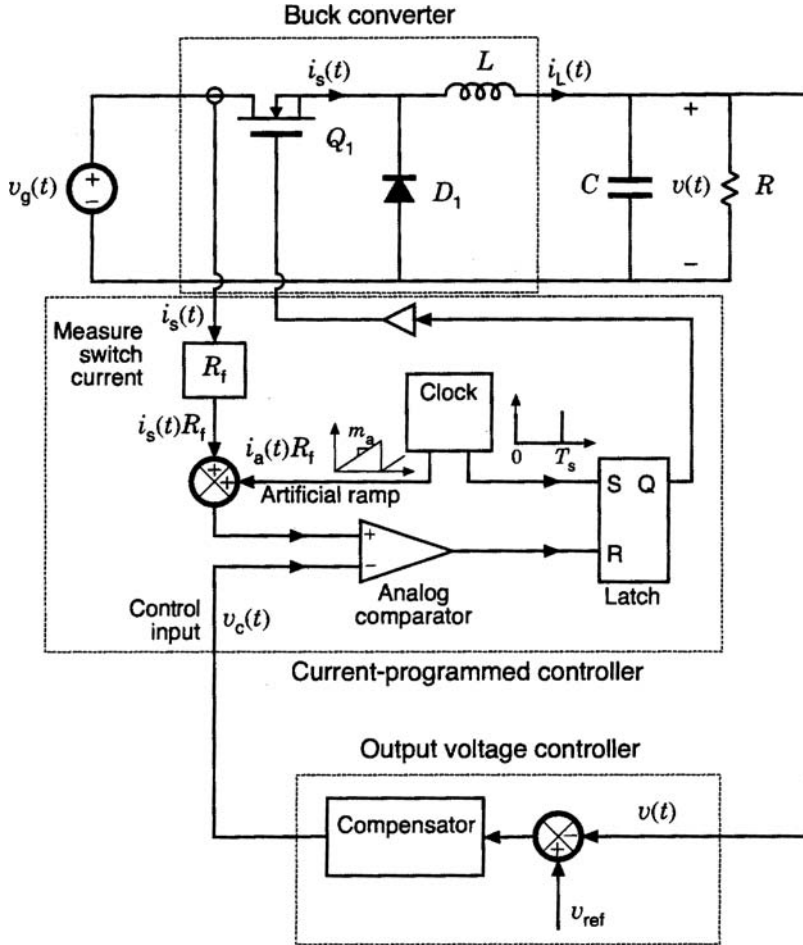 Buck converter
i_s(t)
L
i_L(t)
Q_1
v_g(t)
D_1
C
+
v(t)
−
R
i_s(t)
Measure
switch
current
R_f
Clock
i_s(t)R_f
i_a(t)R_f
m_a
0
T_s
Artificial ramp
S Q
R
Latch
+
−
Analog
comparator
Control
input
v_c(t)
Current-programmed controller
Output voltage controller
Compensator
v(t)
v_ref